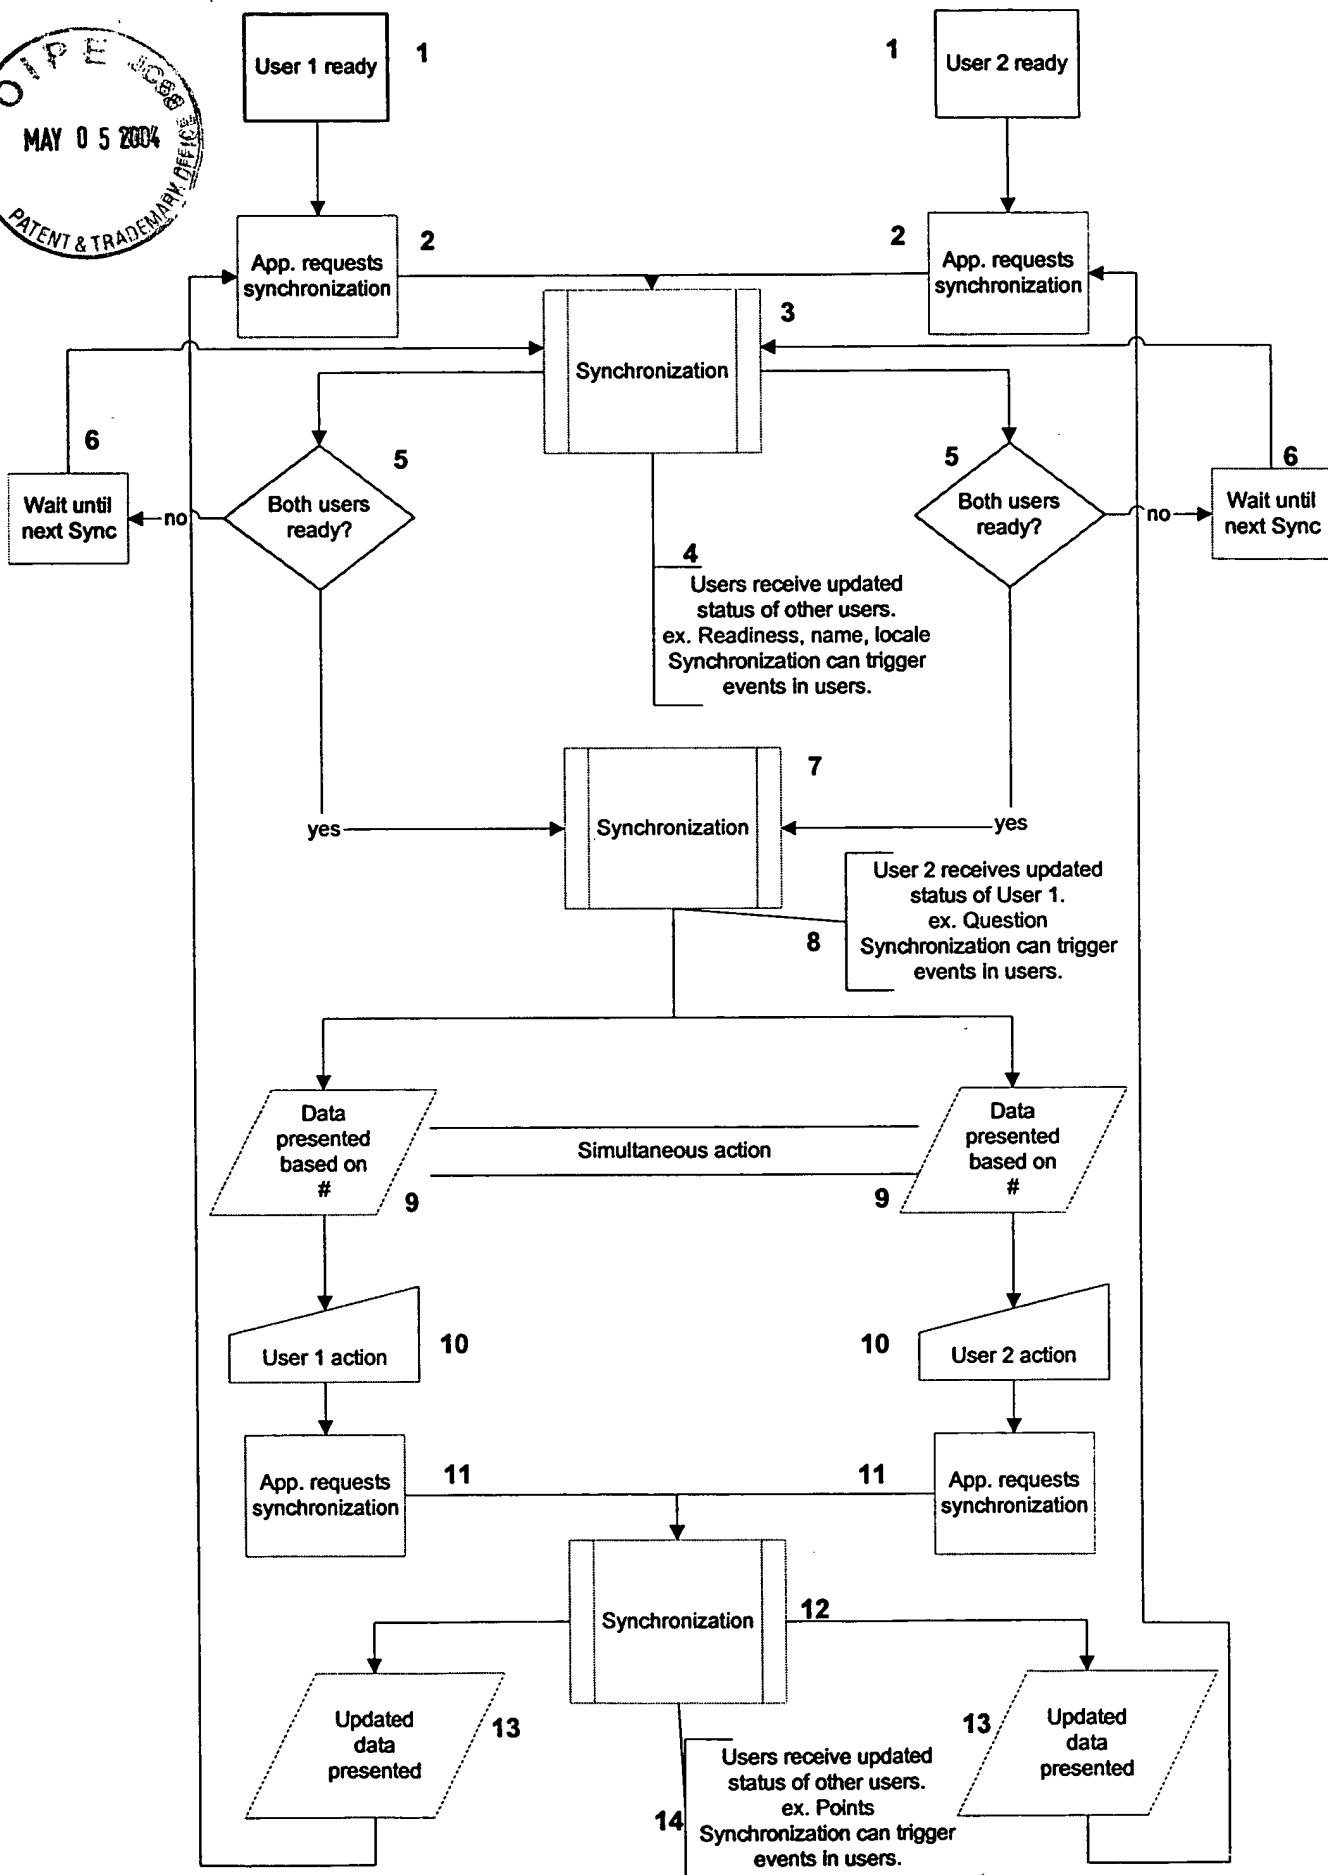 OIPE JC88
MAY 05 2004
PATENT & TRADEMARK OFFICE
User 1 ready
1
1
User 2 ready
App. requests
synchronization
2
2
App. requests
synchronization
3
Synchronization
6
Wait until
next Sync
no
Both users
ready?
5
5
Both users
ready?
no
6
Wait until
next Sync
4
Users receive updated
status of other users.
ex. Readiness, name, locale
Synchronization can trigger
events in users.
yes
Synchronization
7
yes
8
User 2 receives updated
status of User 1.
ex. Question
Synchronization can trigger
events in users.
Data
presented
based on
#
9
Simultaneous action
9
Data
presented
based on
#
User 1 action
10
10
User 2 action
App. requests
synchronization
11
11
App. requests
synchronization
Synchronization
12
Updated
data
presented
13
13
Updated
data
presented
14
Users receive updated
status of other users.
ex. Points
Synchronization can trigger
events in users.